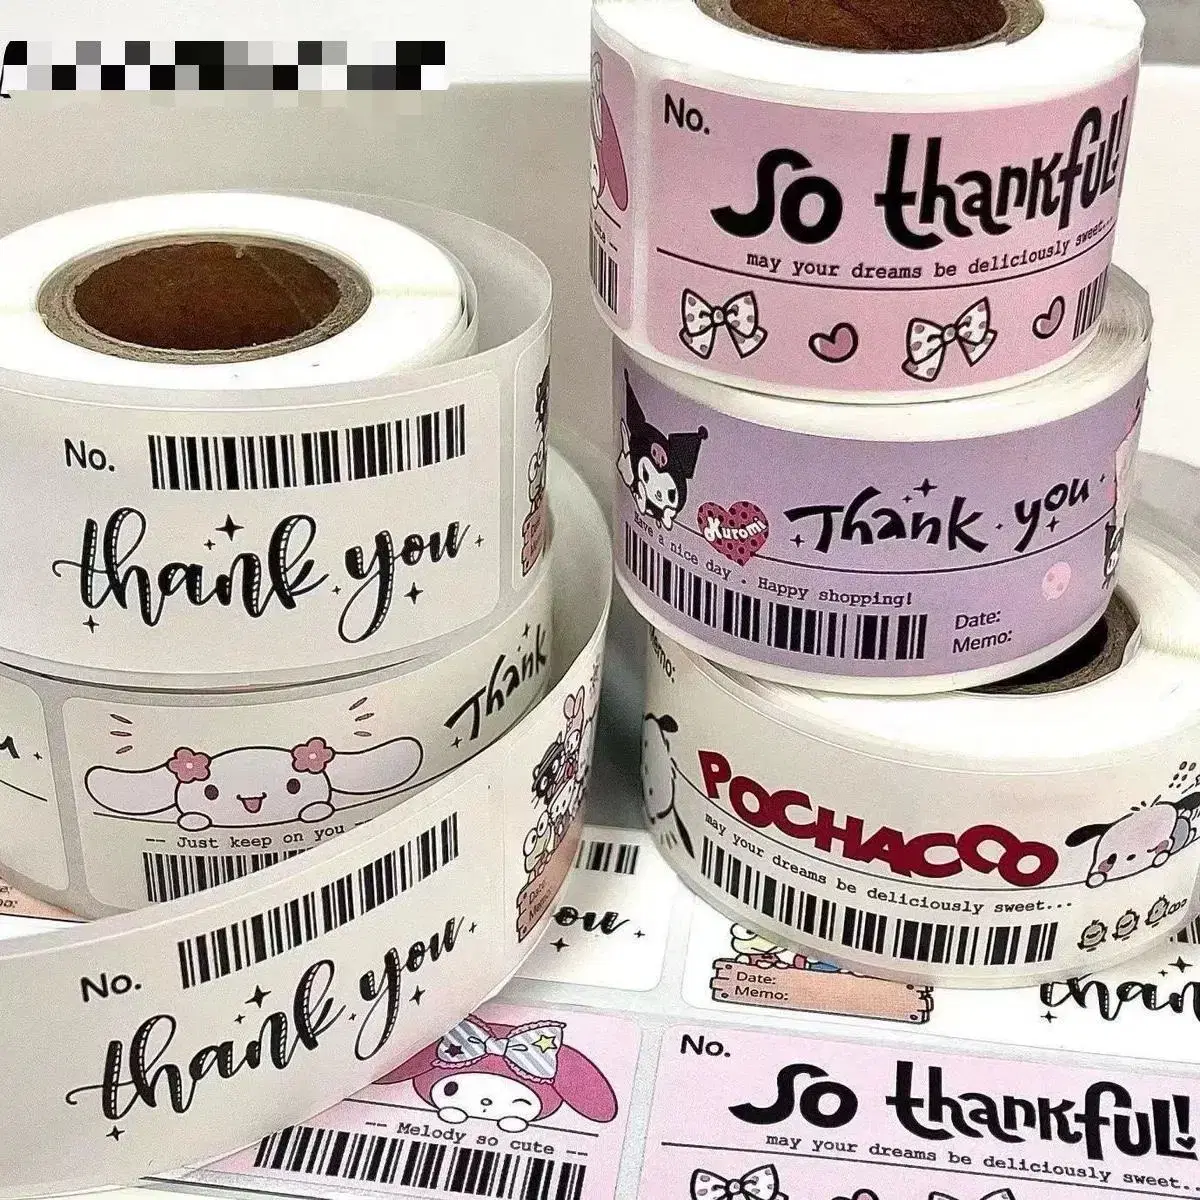 No.
so thankful!
may your dreams be deliciously sweet...
No.
thank you
Kuromi
Thank you
Have a nice day . Happy shopping!
Date:
Memo:
Thank
-- Just keep on you
POCHACCO
may your dreams be deliciously sweet...
No.
thank you
Date:
Memo:
ou
Date:
Memo:
than
-- Melody so cute --
No.
so thankful!
may your dreams be deliciously sweet...